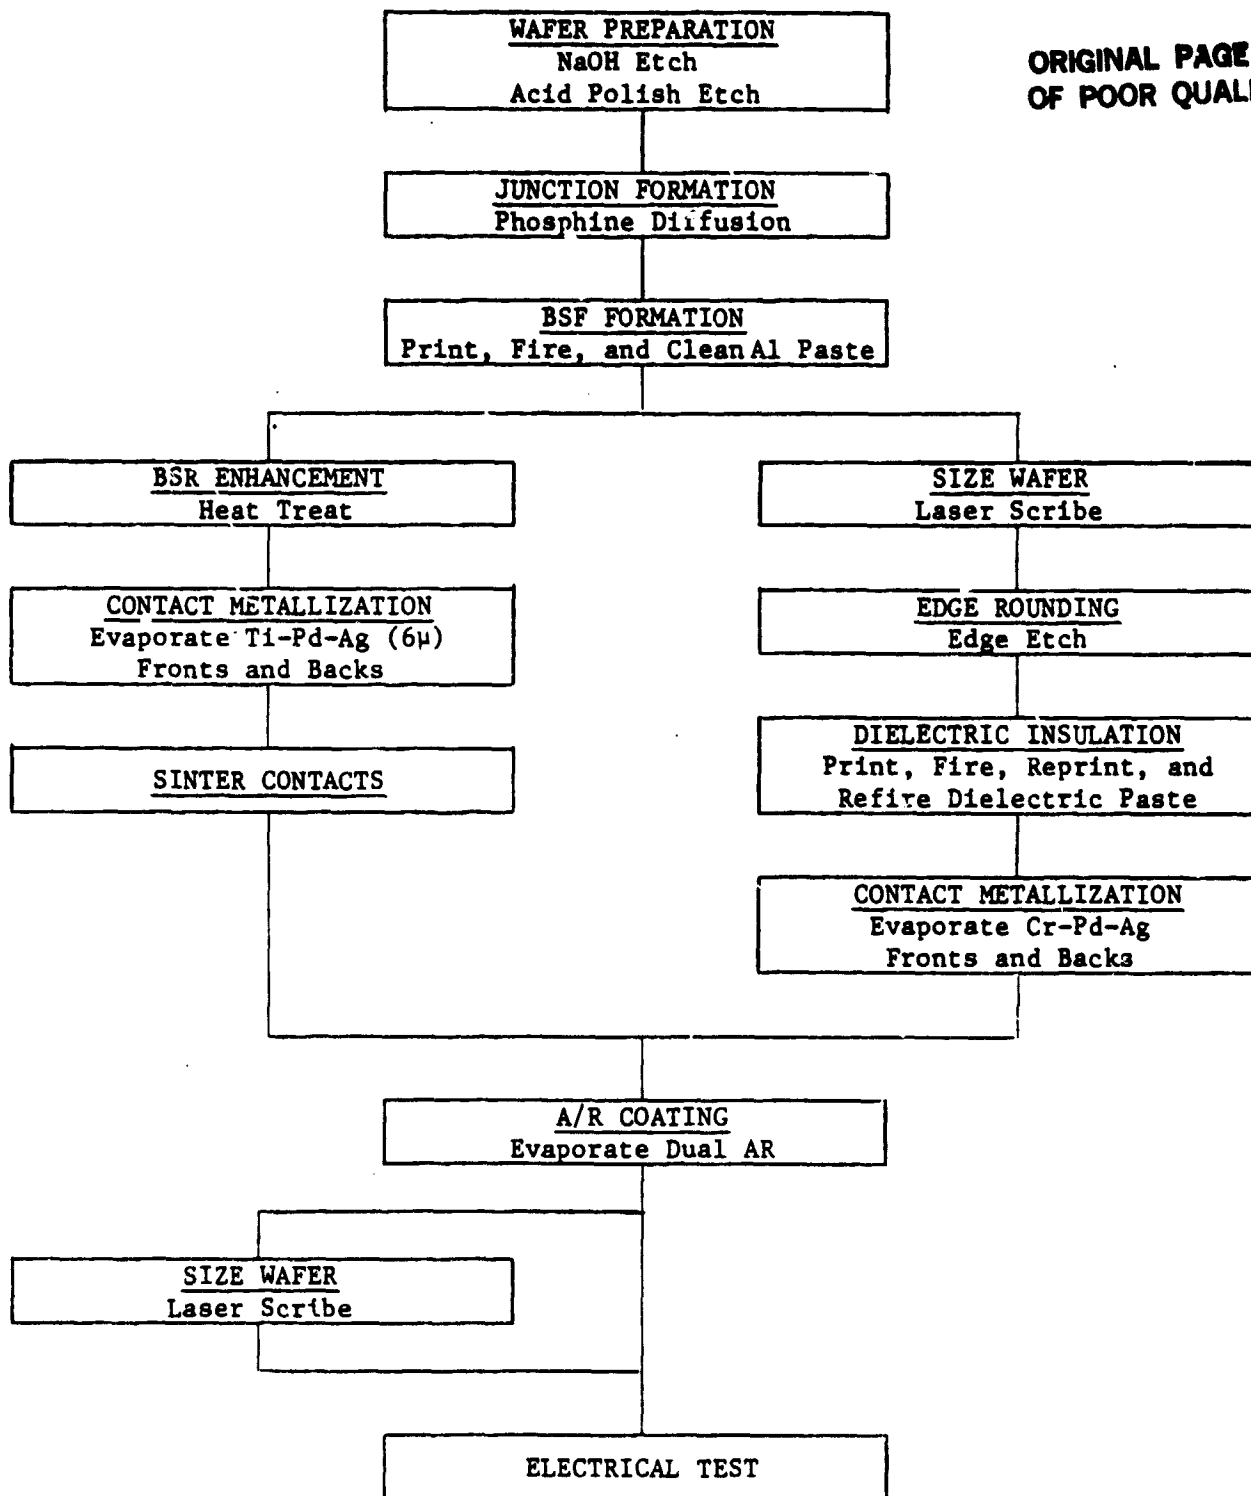 WAFER PREPARATION
NaOH Etch
Acid Polish Etch
ORIGINAL PAGE
OF POOR QUALI
JUNCTION FORMATION
Phosphine Diffusion
BSF FORMATION
Print, Fire, and Clean Al Paste
BSR ENHANCEMENT
Heat Treat
CONTACT METALLIZATION
Evaporate Ti-Pd-Ag (6μ)
Fronts and Backs
SINTER CONTACTS
SIZE WAFER
Laser Scribe
EDGE ROUNDING
Edge Etch
DIELECTRIC INSULATION
Print, Fire, Reprint, and
Refire Dielectric Paste
CONTACT METALLIZATION
Evaporate Cr-Pd-Ag
Fronts and Backs
A/R COATING
Evaporate Dual AR
SIZE WAFER
Laser Scribe
ELECTRICAL TEST